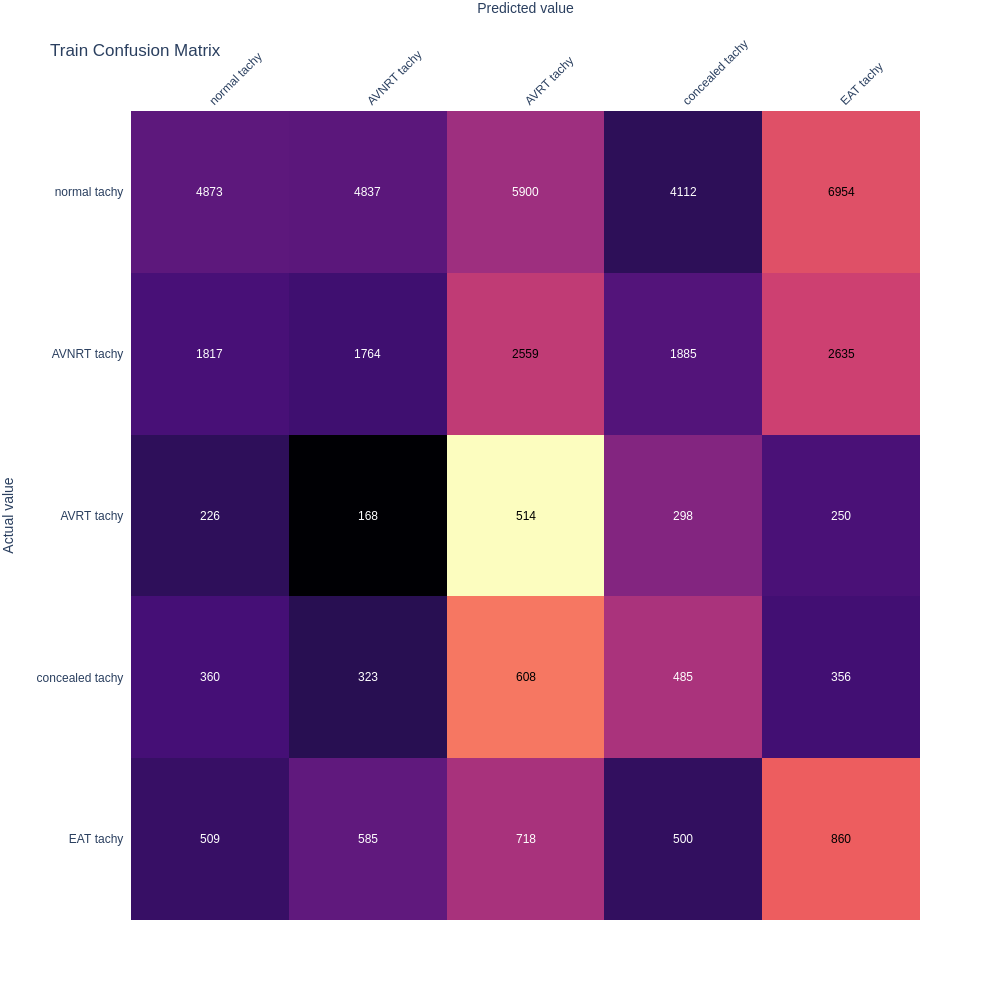 Predicted value
Train Confusion Matrix
normal tachy
AVNRT tachy
AVRT tachy
concealed tachy
EAT tachy
normal tachy 4873 4837 5900 4112 6954
AVNRT tachy 1817 1764 2559 1885 2635
Actual value
AVRT tachy 226 168 514 298 250
concealed tachy 360 323 608 485 356
EAT tachy 509 585 718 500 860